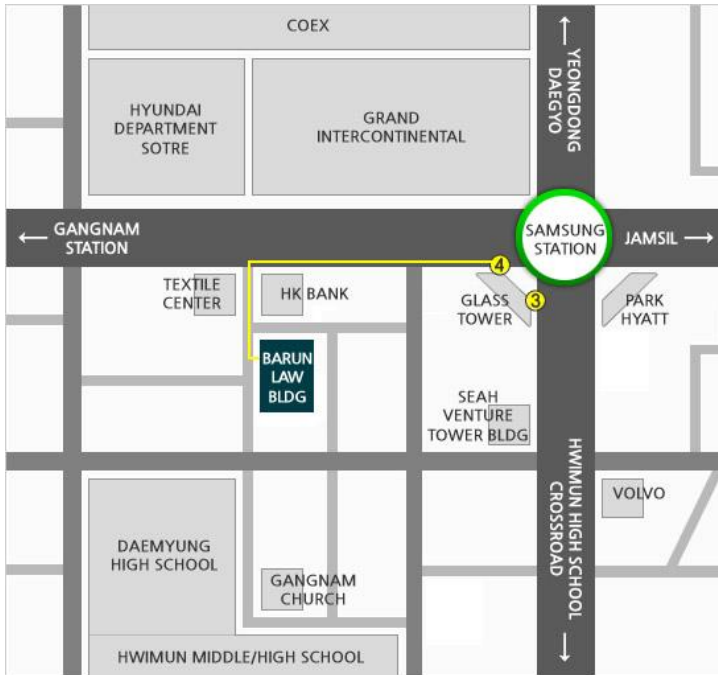 COEX
HYUNDAI
DEPARTMENT
SOTRE
GRAND
INTERCONTINENTAL
YEONGDONG
DAEGYO
← GANGNAM
STATION
SAMSUNG
STATION
JAMSIL →
4
3
TEXTILE
CENTER
HK BANK
GLASS
TOWER
PARK
HYATT
BARUN
LAW
BLDG
SEAH
VENTURE
TOWER BLDG
HWIMUN HIGH SCHOOL
CROSSROAD
VOLVO
DAEMYUNG
HIGH SCHOOL
GANGNAM
CHURCH
HWIMUN MIDDLE/HIGH SCHOOL